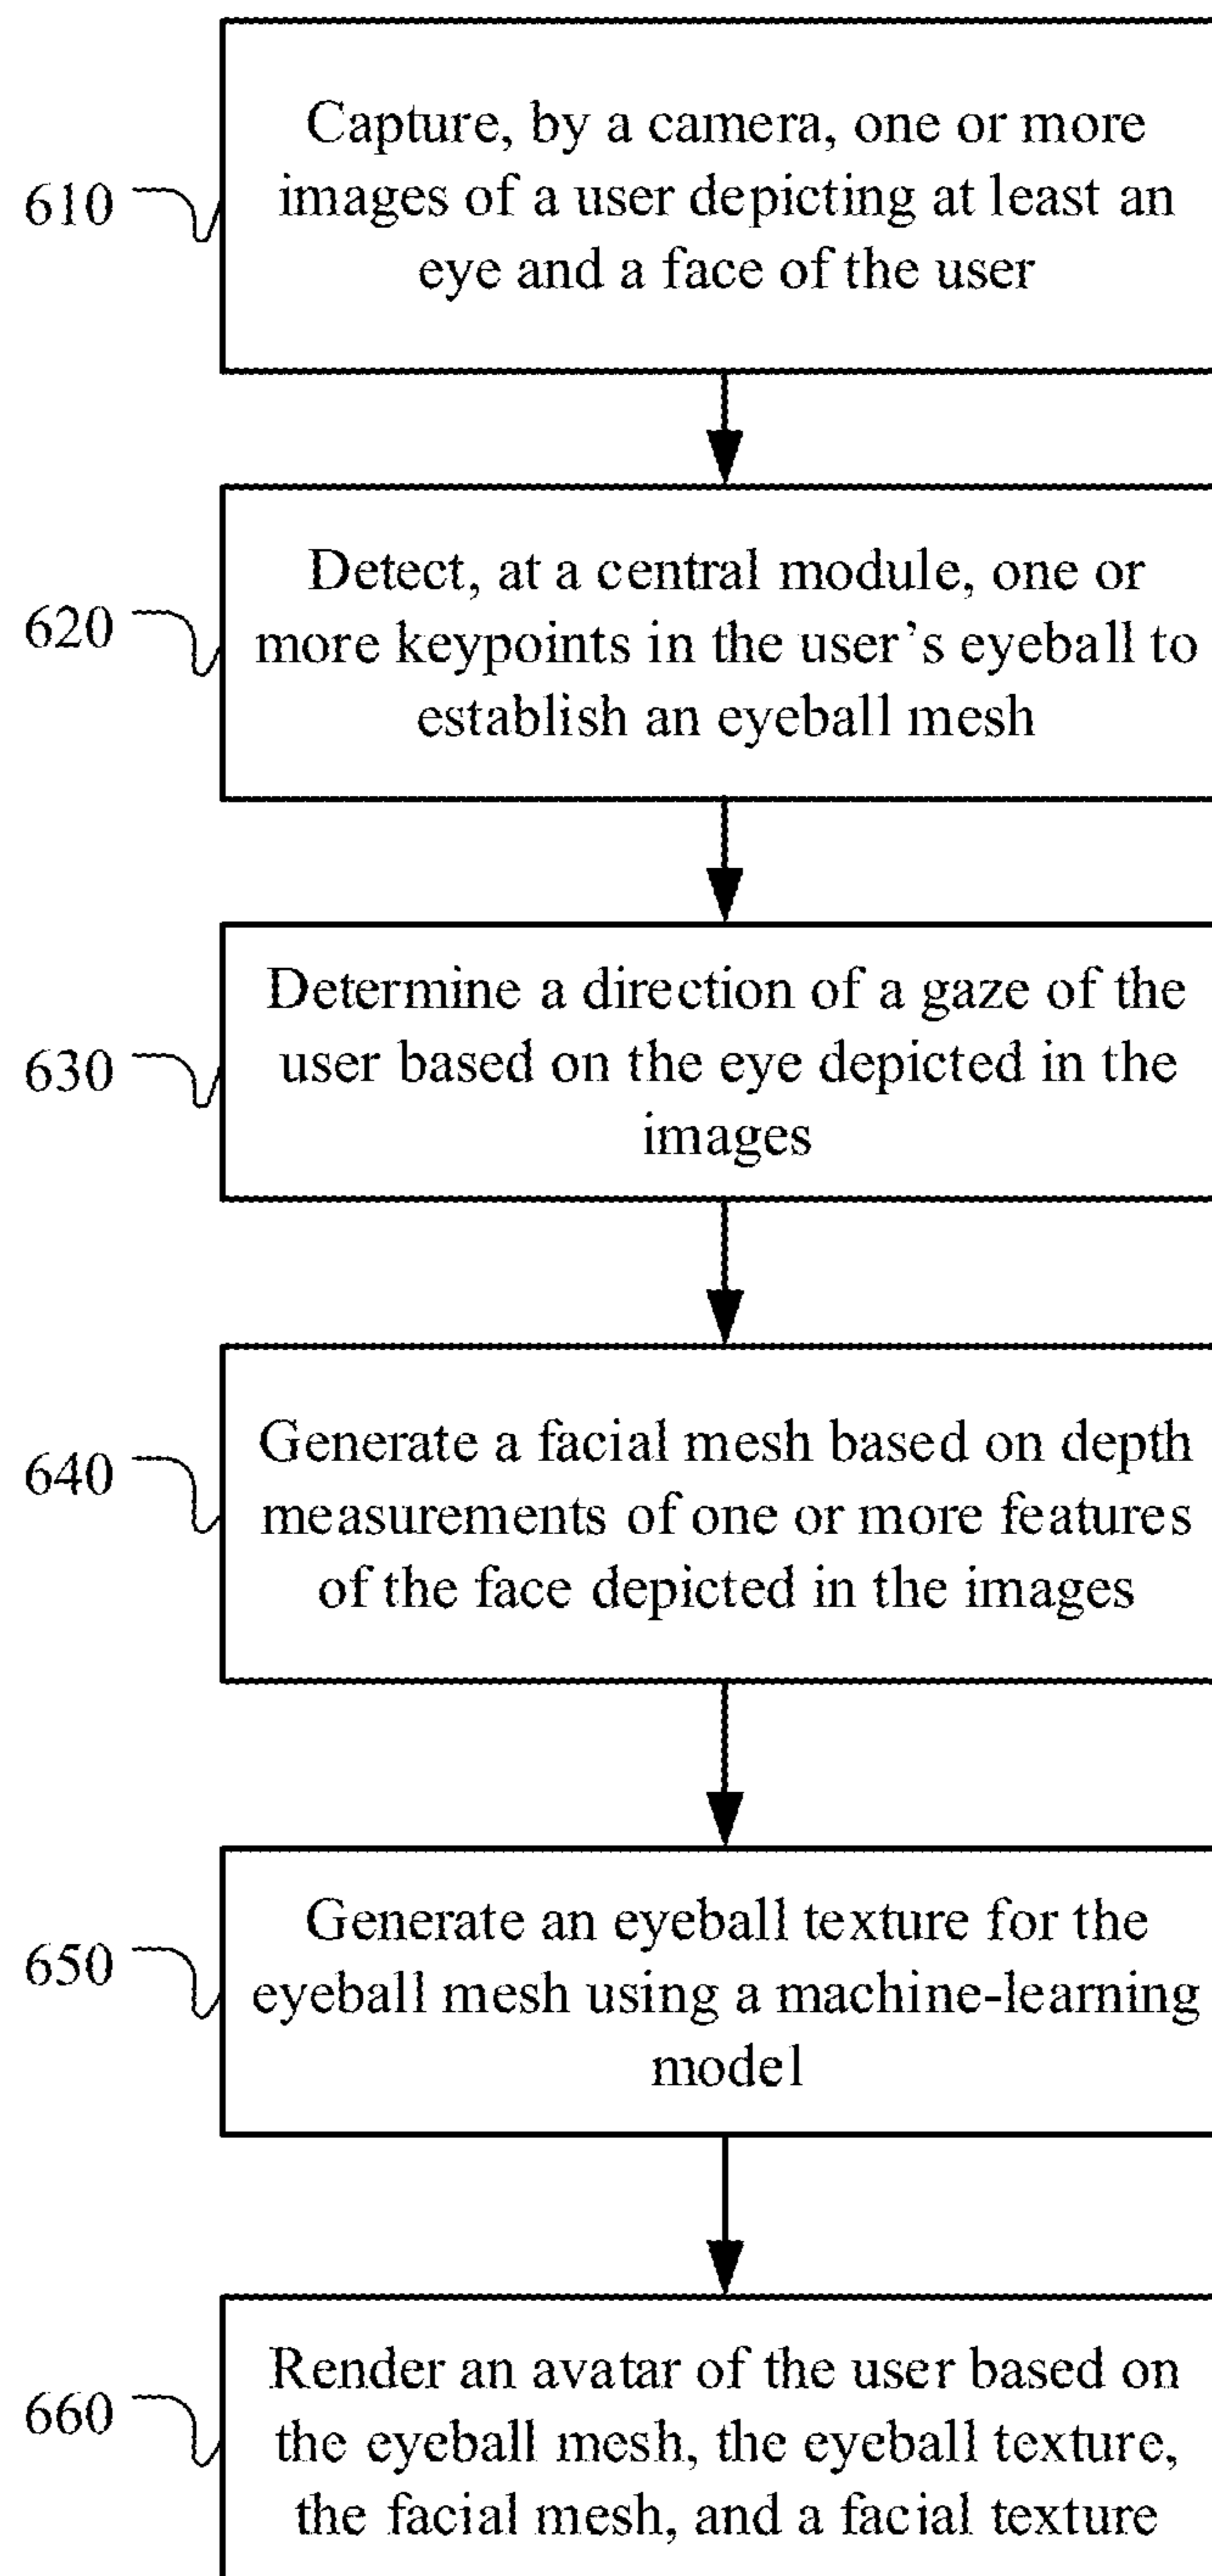 610
Capture, by a camera, one or more
images of a user depicting at least an
eye and a face of the user
620
Detect, at a central module, one or
more keypoints in the user's eyeball to
establish an eyeball mesh
630
Determine a direction of a gaze of the
user based on the eye depicted in the
images
640
Generate a facial mesh based on depth
measurements of one or more features
of the face depicted in the images
650
Generate an eyeball texture for the
eyeball mesh using a machine-learning
model
660
Render an avatar of the user based on
the eyeball mesh, the eyeball texture,
the facial mesh, and a facial texture